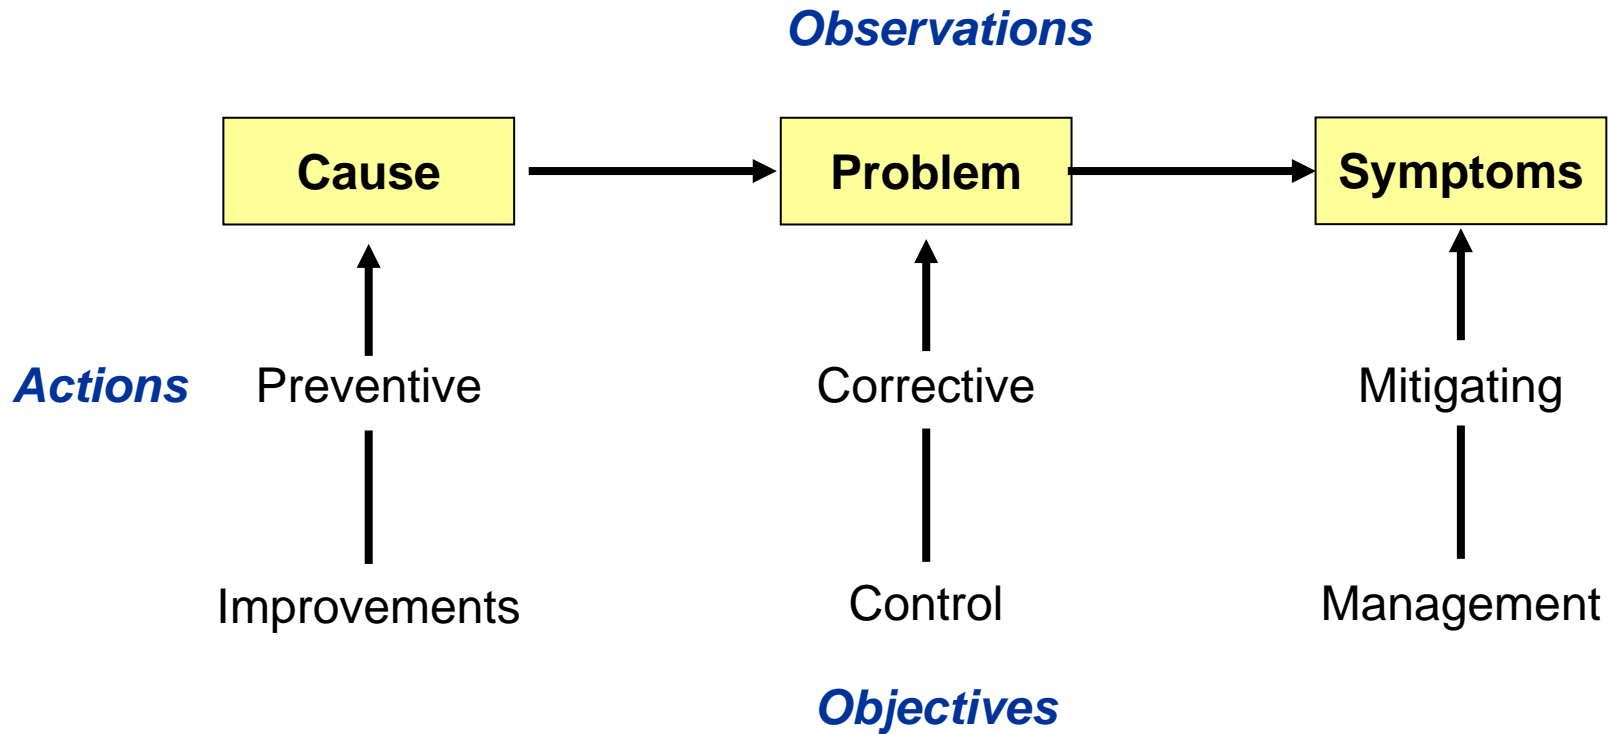 Observations
Cause
Problem
Symptoms
Actions
Preventive
Corrective
Mitigating
Improvements
Control
Management
Objectives